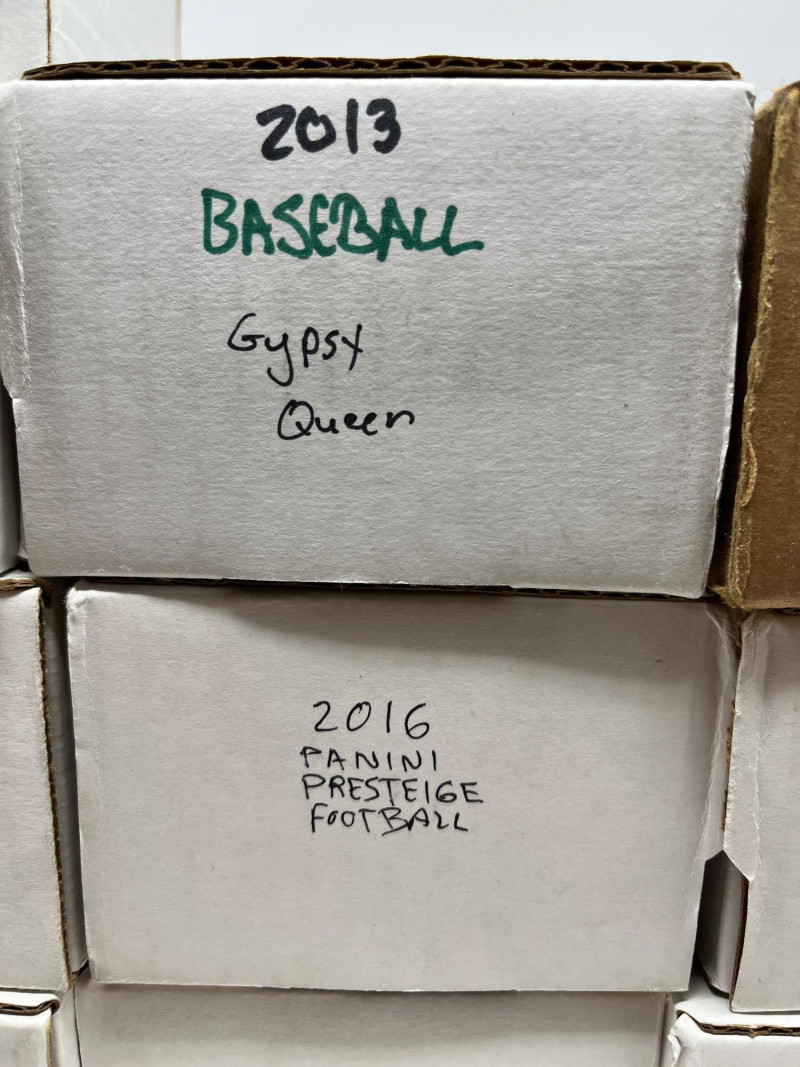 2013
BASEBALL
Gypsy
Queen
2016
PANINI
PRESTEIGE
FOOTBALL